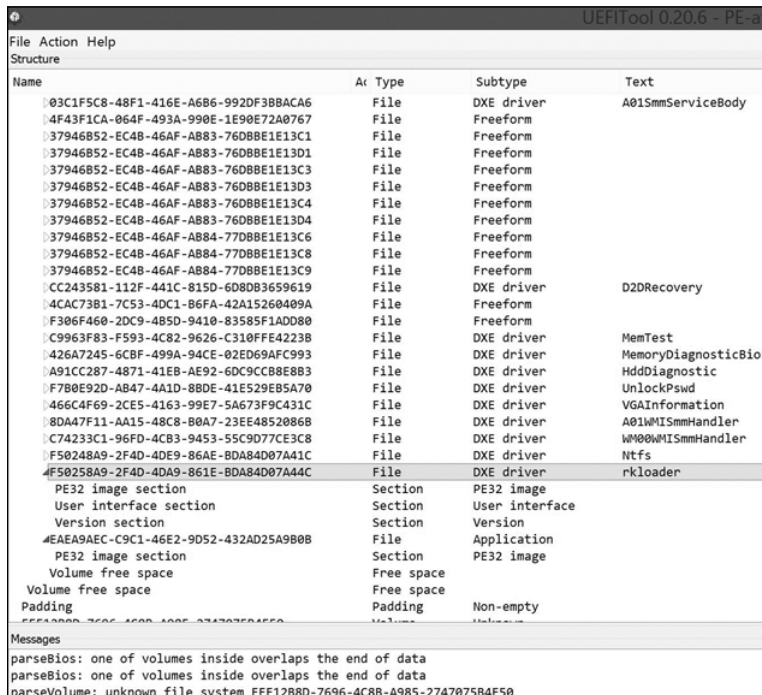 UEFITool 0.20.6 - PE-a
File Action Help
Structure
Name Ac Type Subtype Text
03C1F5C8-48F1-416E-A6B6-992DF3BBACA6 File DXE driver A01SmmServiceBody
4F43F1CA-064F-493A-990E-1E90E72A0767 File Freeform
37946B52-EC4B-46AF-AB83-76DBBE1E13C1 File Freeform
37946B52-EC4B-46AF-AB83-76DBBE1E13D1 File Freeform
37946B52-EC4B-46AF-AB83-76DBBE1E13C3 File Freeform
37946B52-EC4B-46AF-AB83-76DBBE1E13D3 File Freeform
37946B52-EC4B-46AF-AB83-76DBBE1E13C4 File Freeform
37946B52-EC4B-46AF-AB83-76DBBE1E13D4 File Freeform
37946B52-EC4B-46AF-AB84-77DBBE1E13C6 File Freeform
37946B52-EC4B-46AF-AB84-77DBBE1E13C8 File Freeform
37946B52-EC4B-46AF-AB84-77DBBE1E13C9 File Freeform
CC243581-112F-441C-815D-6D8DB3659619 File DXE driver D2DRecovery
4CAC73B1-7C53-4DC1-B6FA-42A15260409A File Freeform
F306F460-2DC9-4B5D-9410-83585F1ADD80 File Freeform
C9963F83-F593-4C82-9626-C310FFE4223B File DXE driver MemTest
426A7245-6CBF-499A-94CE-02ED69AFC993 File DXE driver MemoryDiagnosticBio
A91CC287-4871-41EB-AE92-6DC9CCB8E8B3 File DXE driver HddDiagnostic
F7B0E92D-AB47-4A1D-8BDE-41E529EB5A70 File DXE driver UnlockPswd
466C4F69-2CE5-4163-99E7-5A673F9C431C File DXE driver VGAInformation
8DA47F11-AA15-48C8-B0A7-23EE4852086B File DXE driver A01WMISmmHandler
C74233C1-96FD-4CB3-9453-55C9D77CE3C8 File DXE driver WM00WMISmmHandler
F50248A9-2F4D-4DE9-86AE-BDA84D07A41C File DXE driver Ntfs
F50258A9-2F4D-4DA9-861E-BDA84D07A44C File DXE driver rkloader
PE32 image section Section PE32 image
User interface section Section User interface
Version section Section Version
EAEA9AEC-C9C1-46E2-9D52-432AD25A9B0B File Application
PE32 image section Section PE32 image
Volume free space Free space
Volume free space Free space
Padding Padding Non-empty
Messages
parseBios: one of volumes inside overlaps the end of data
parseBios: one of volumes inside overlaps the end of data
parseVolume: unknown file system FFF12B8D-7696-4C8B-A985-2747075B4F50